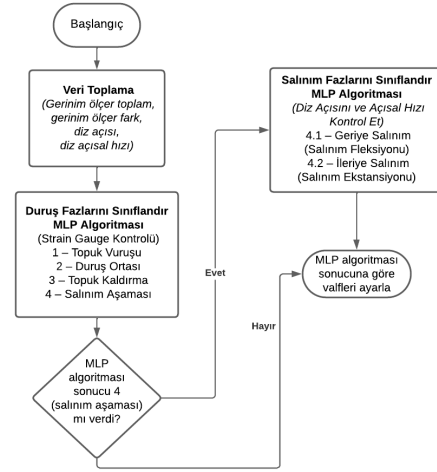 Başlangıç
Veri Toplama
(Gerinim ölçer toplam,
gerinim ölçer fark,
diz açısı,
diz açısal hızı)
Duruş Fazlarını Sınıflandır
MLP Algoritması
(Strain Gauge Kontrolü)
1 – Topuk Vuruşu
2 – Duruş Ortası
3 – Topuk Kaldırma
4 – Salınım Aşaması
MLP
algoritması
sonucu 4
(salınım aşaması)
mı verdi?
Evet
Hayır
Salınım Fazlarını Sınıflandır
MLP Algoritması
(Diz Açısını ve Açısal Hızı
Kontrol Et)
4.1 – Geriye Salınım
(Salınım Fleksiyonu)
4.2 – İleriye Salınım
(Salınım Ekstansiyonu)
MLP algoritması
sonucuna göre
valfleri ayarla